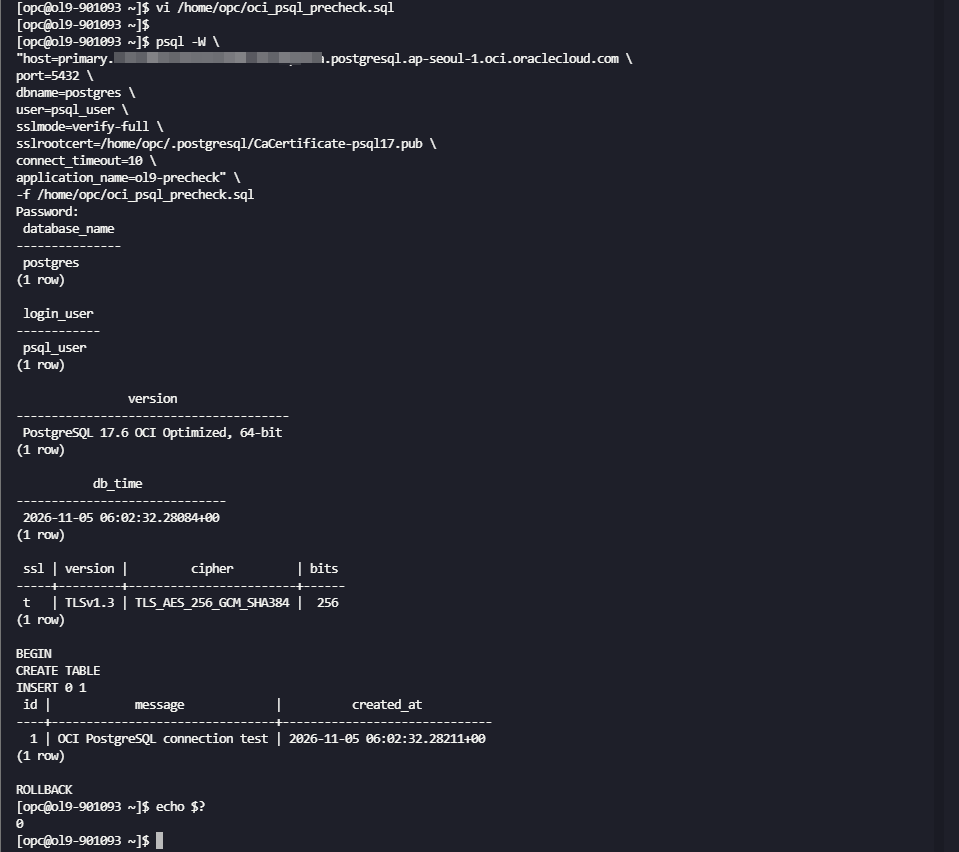 [opc@ol9-901093 ~]$ vi /home/opc/oci_psql_precheck.sql
[opc@ol9-901093 ~]$
[opc@ol9-901093 ~]$ psql -W \
"host=primary. .postgresql.ap-seoul-1.oci.oraclecloud.com \
port=5432 \
dbname=postgres \
user=psql_user \
sslmode=verify-full \
sslrootcert=/home/opc/.postgresql/CaCertificate-psql17.pub \
connect_timeout=10 \
application_name=ol9-precheck" \
-f /home/opc/oci_psql_precheck.sql
Password:
 database_name
---------------
 postgres
(1 row)

 login_user
------------
 psql_user
(1 row)

                version
---------------------------------------
 PostgreSQL 17.6 OCI Optimized, 64-bit
(1 row)

           db_time
------------------------------
 2026-11-05 06:02:32.28084+00
(1 row)

 ssl | version |         cipher         | bits
-----+---------+------------------------+------
 t   | TLSv1.3 | TLS_AES_256_GCM_SHA384 |  256
(1 row)

BEGIN
CREATE TABLE
INSERT 0 1
 id |            message             |          created_at
----+--------------------------------+------------------------------
  1 | OCI PostgreSQL connection test | 2026-11-05 06:02:32.28211+00
(1 row)

ROLLBACK
[opc@ol9-901093 ~]$ echo $?
0
[opc@ol9-901093 ~]$